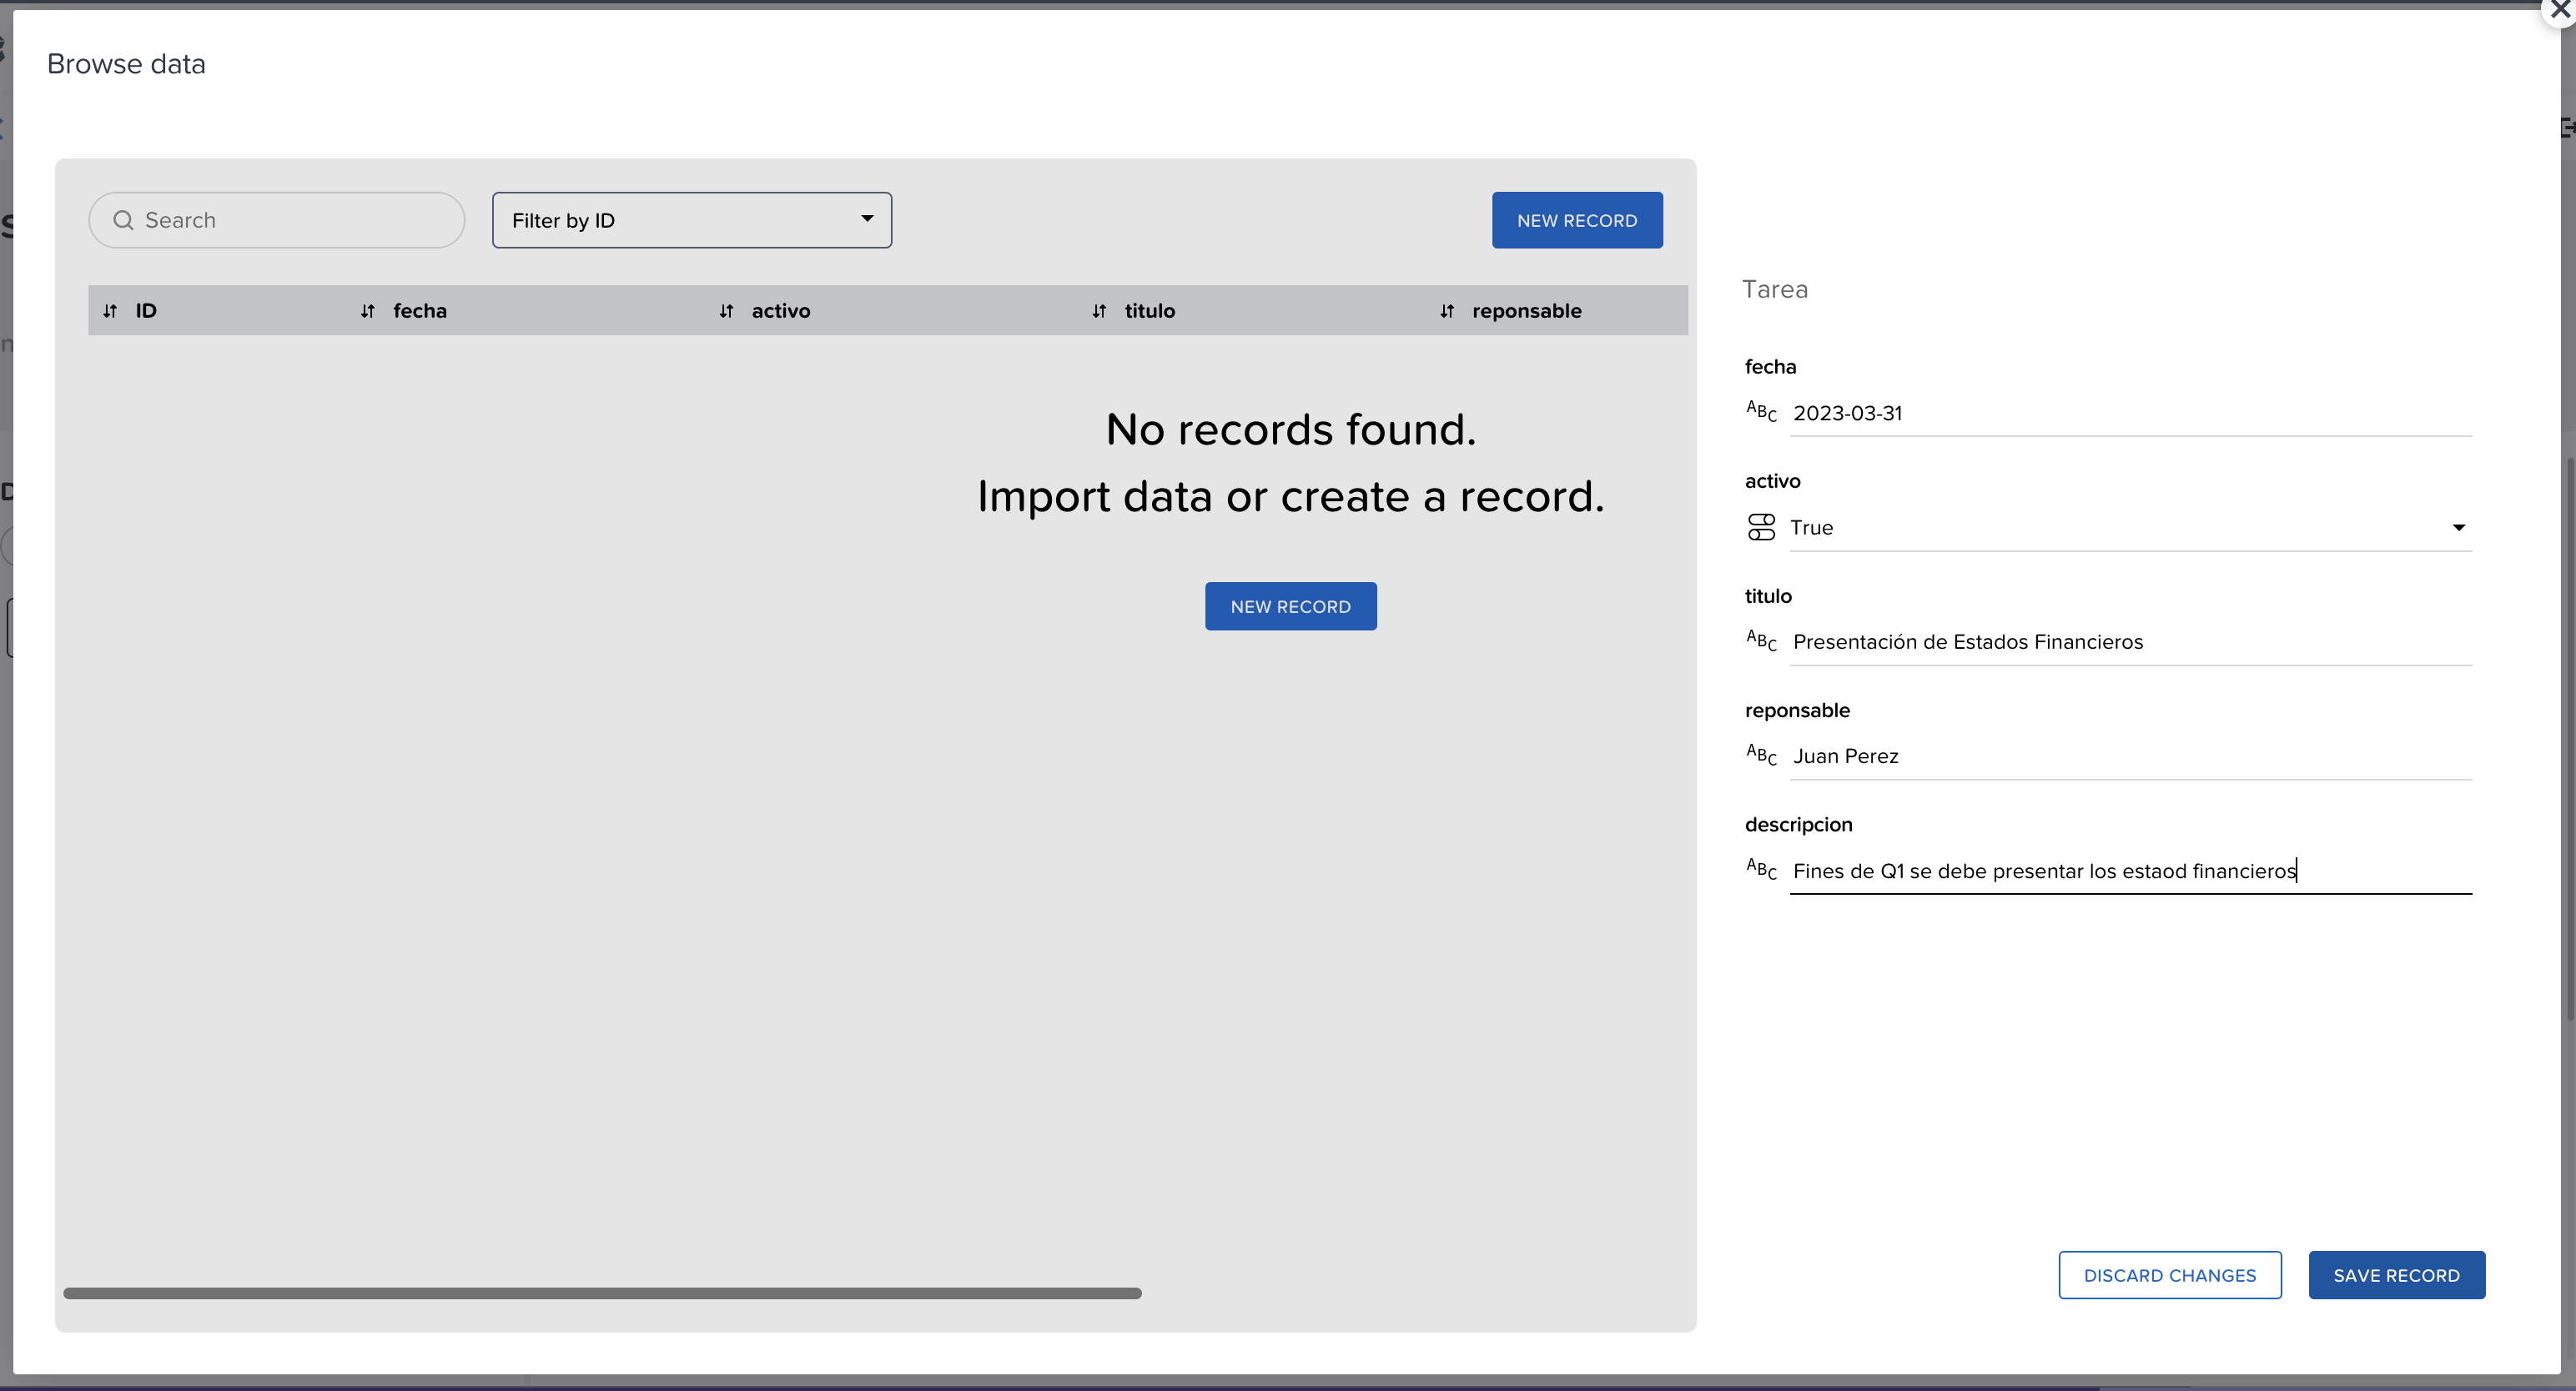 Browse data
Search
Filter by ID
NEW RECORD
ID fecha activo titulo reponsable
No records found.
Import data or create a record.
NEW RECORD
Tarea
fecha
ABC 2023-03-31
activo
True
titulo
ABC Presentación de Estados Financieros
reponsable
ABC Juan Perez
descripcion
ABC Fines de Q1 se debe presentar los estaod financieros
DISCARD CHANGES
SAVE RECORD